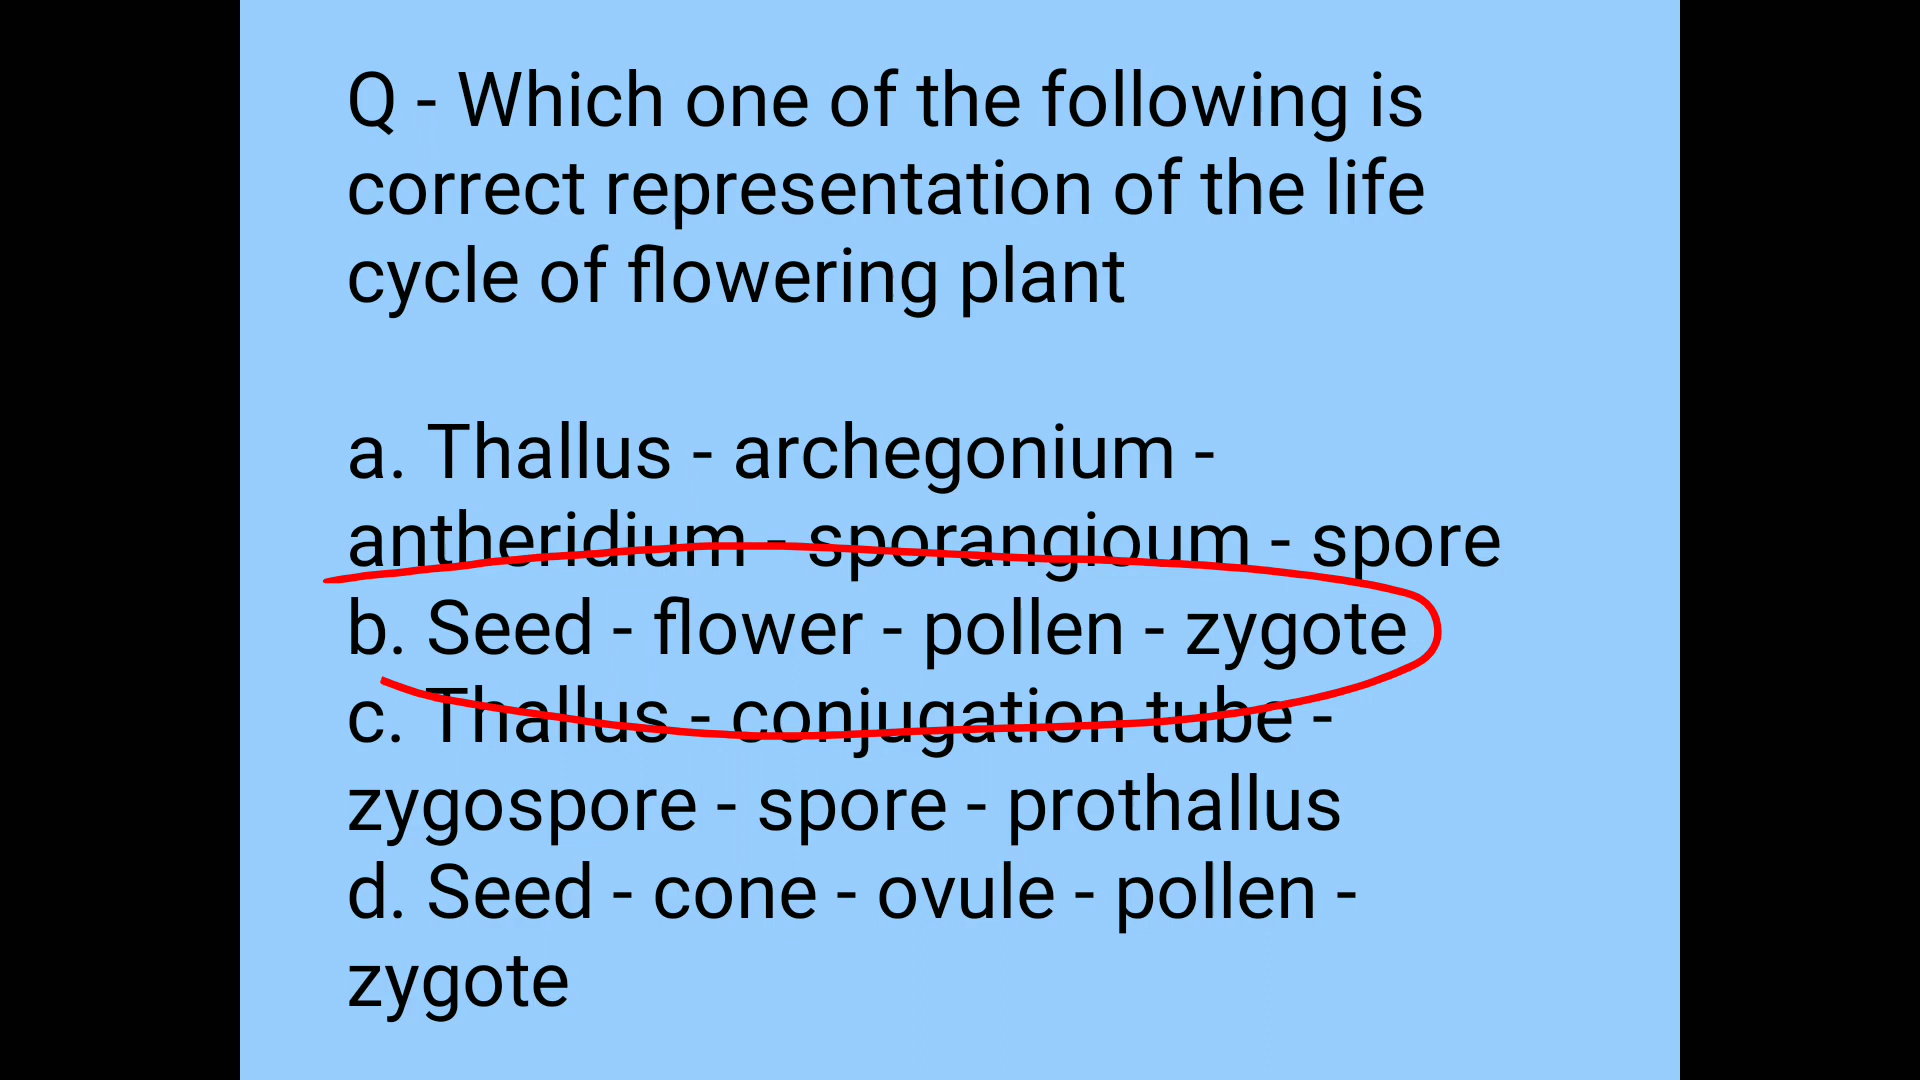 Q - Which one of the following is
correct representation of the life
cycle of flowering plant
a. Thallus - archegonium -
antheridium - sporangioum - spore
b. Seed - flower - pollen - zygote
c. Thallus - conjugation tube -
zygospore - spore - prothallus
d. Seed - cone - ovule - pollen -
zygote